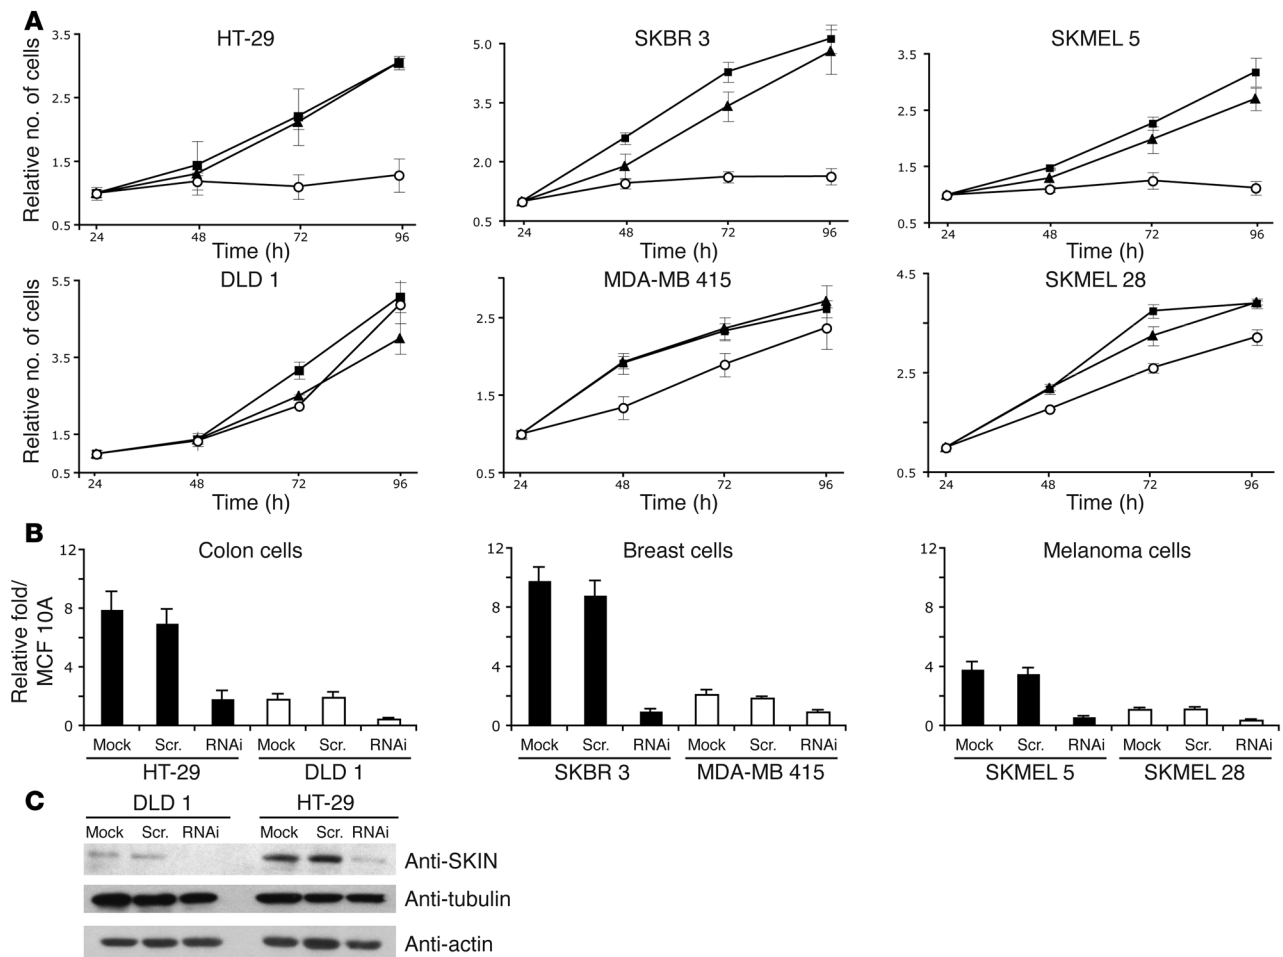 A
HT-29
SKBR 3
SKMEL 5
Relative no. of cells
3.5
2.5
1.5
0.5
24
48
72
96
Time (h)
5.0
3.5
2.0
0.5
24
48
72
96
Time (h)
3.5
2.5
1.5
0.5
24
48
72
96
Time (h)
DLD 1
MDA-MB 415
SKMEL 28
Relative no. of cells
5.5
3.5
1.5
0.5
24
48
72
96
Time (h)
2.5
1.5
0.5
24
48
72
96
Time (h)
4.5
2.5
0.5
24
48
72
96
Time (h)
B
Colon cells
Breast cells
Melanoma cells
Relative fold/
MCF 10A
12
8
4
0
Mock Scr. RNAi Mock Scr. RNAi
HT-29 DLD 1
12
8
4
0
Mock Scr. RNAi Mock Scr. RNAi
SKBR 3 MDA-MB 415
12
8
4
0
Mock Scr. RNAi Mock Scr. RNAi
SKMEL 5 SKMEL 28
C
DLD 1 HT-29
Mock Scr. RNAi Mock Scr. RNAi
Anti-SKIN
Anti-tubulin
Anti-actin